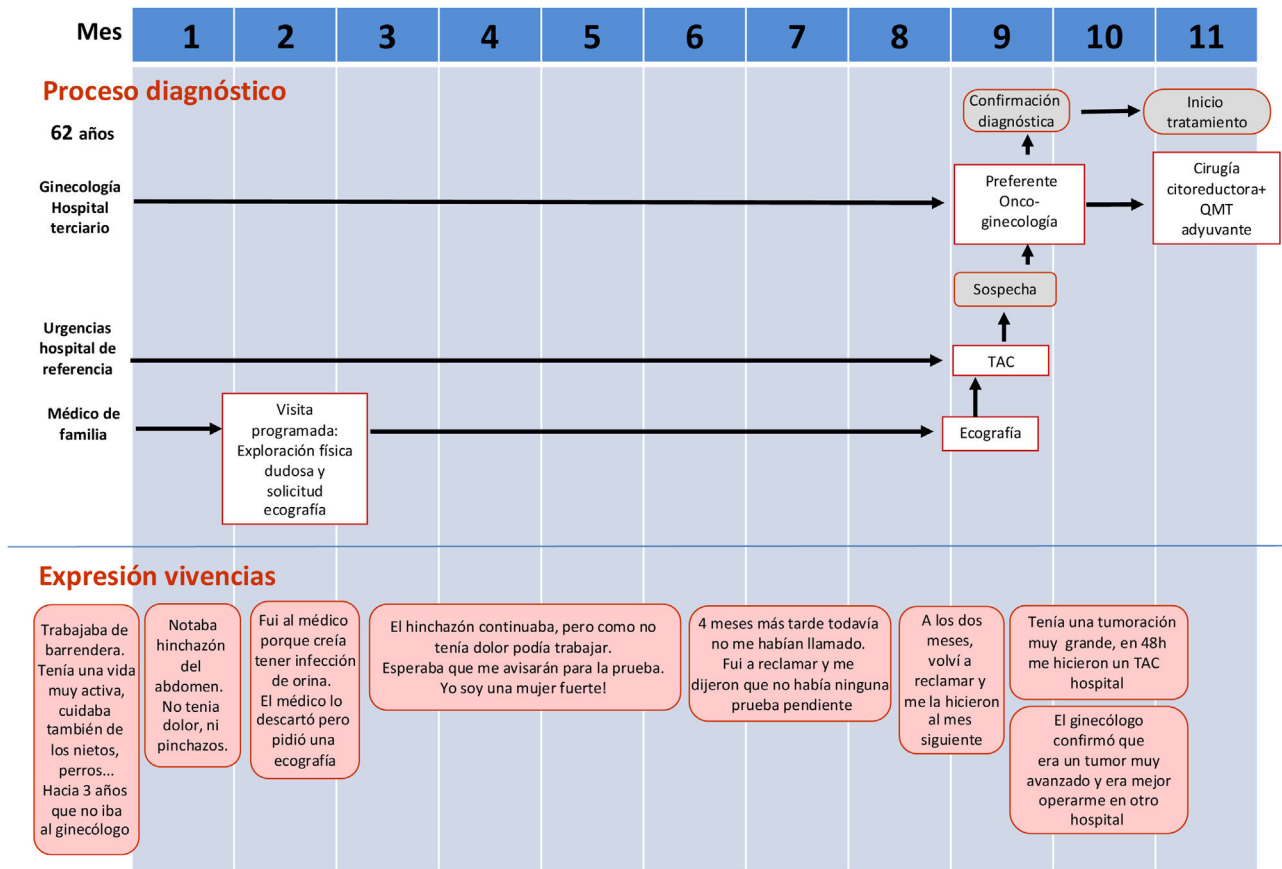 Mes 1 2 3 4 5 6 7 8 9 10 11
Proceso diagnóstico
62 años
Confirmación
diagnóstica
Inicio
tratamiento
Ginecología
Hospital
terciario
Preferente
Onco-
ginecología
Cirugía
citoreductora+
QMT
adyuvante
Sospecha
Urgencias
hospital de
referencia
TAC
Médico de
familia
Visita
programada:
Exploración física
dudosa y
solicitud
ecografía
Ecografía
Expresión vivencias
Trabajaba de
barrendera.
Tenía una vida
muy activa,
cuidaba
también de
los nietos,
perros...
Hacia 3 años
que no iba
al ginecólogo
Notaba
hinchazón
del
abdomen.
No tenia
dolor, ni
pinchazos.
Fui al médico
porque creía
tener infección
de orina.
El médico lo
descartó pero
pidió una
ecografía
El hinchazón continuaba, pero como no
tenía dolor podía trabajar.
Esperaba que me avisarán para la prueba.
Yo soy una mujer fuerte!
4 meses más tarde todavía
no me habían llamado.
Fui a reclamar y me
dijeron que no había ninguna
prueba pendiente
A los dos
meses,
volví a
reclamar y
me la hicieron
al mes
siguiente
Tenía una tumoración
muy grande, en 48h
me hicieron un TAC
hospital
El ginecólogo
confirmó que
era un tumor muy
avanzado y era mejor
operarme en otro
hospital